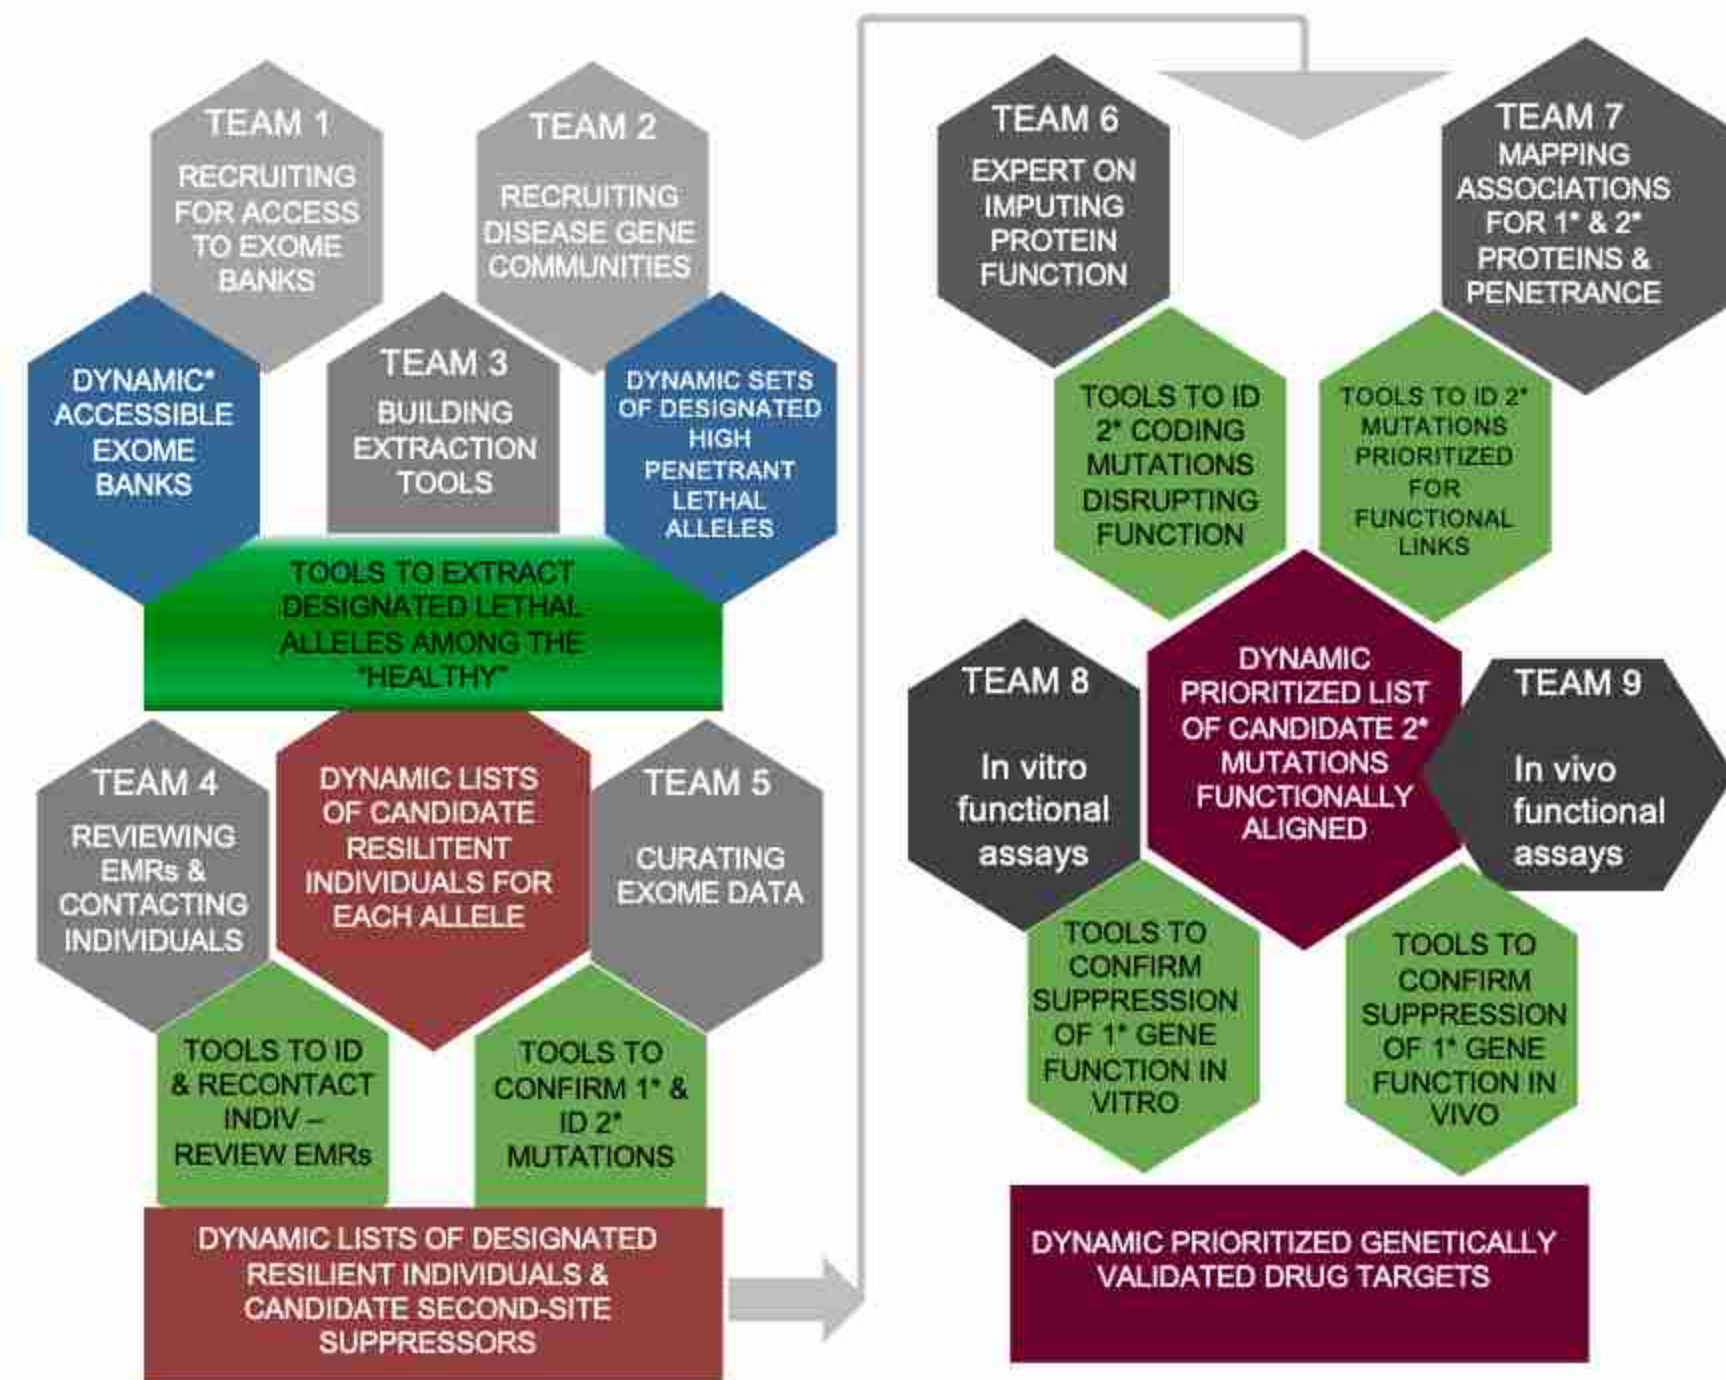 TEAM 1
RECRUITING
FOR ACCESS
TO EXOME
BANKS
TEAM 2
RECRUITING
DISEASE GENE
COMMUNITIES
DYNAMIC*
ACCESSIBLE
EXOME
BANKS
TEAM 3
BUILDING
EXTRACTION
TOOLS
DYNAMIC SETS
OF DESIGNATED
HIGH
PENETRANT
LETHAL
ALLELES
TOOLS TO EXTRACT
DESIGNATED LETHAL
ALLELES AMONG THE
"HEALTHY"
TEAM 4
REVIEWING
EMRs &
CONTACTING
INDIVIDUALS
DYNAMIC LISTS
OF CANDIDATE
RESILITENT
INDIVIDUALS FOR
EACH ALLELE
TEAM 5
CURATING
EXOME DATA
TOOLS TO ID
& RECONTACT
INDIV –
REVIEW EMRs
TOOLS TO
CONFIRM 1* &
ID 2*
MUTATIONS
DYNAMIC LISTS OF DESIGNATED
RESILIENT INDIVIDUALS &
CANDIDATE SECOND-SITE
SUPPRESSORS
TEAM 6
EXPERT ON
IMPUTING
PROTEIN
FUNCTION
TEAM 7
MAPPING
ASSOCIATIONS
FOR 1* & 2*
PROTEINS &
PENETRANCE
TOOLS TO ID
2* CODING
MUTATIONS
DISRUPTING
FUNCTION
TOOLS TO ID 2*
MUTATIONS
PRIORITIZED
FOR
FUNCTIONAL
LINKS
TEAM 8
In vitro
functional
assays
DYNAMIC
PRIORITIZED LIST
OF CANDIDATE 2*
MUTATIONS
FUNCTIONALLY
ALIGNED
TEAM 9
In vivo
functional
assays
TOOLS TO
CONFIRM
SUPPRESSION
OF 1* GENE
FUNCTION IN
VITRO
TOOLS TO
CONFIRM
SUPPRESSION
OF 1* GENE
FUNCTION IN
VIVO
DYNAMIC PRIORITIZED GENETICALLY
VALIDATED DRUG TARGETS